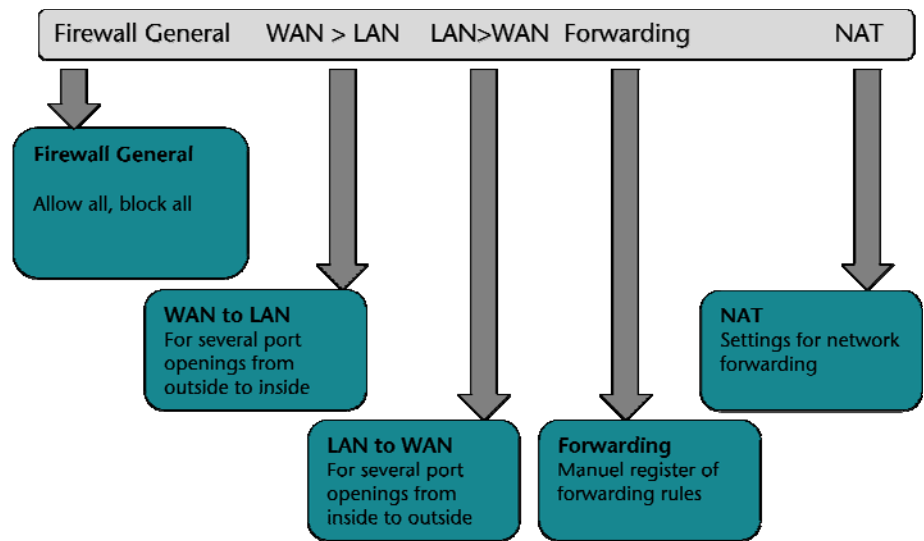 Firewall General WAN > LAN LAN>WAN Forwarding NAT
Firewall General
Allow all, block all
WAN to LAN
For several port
openings from
outside to inside
NAT
Settings for network
forwarding
LAN to WAN
For several port
openings from
inside to outside
Forwarding
Manuel register of
forwarding rules